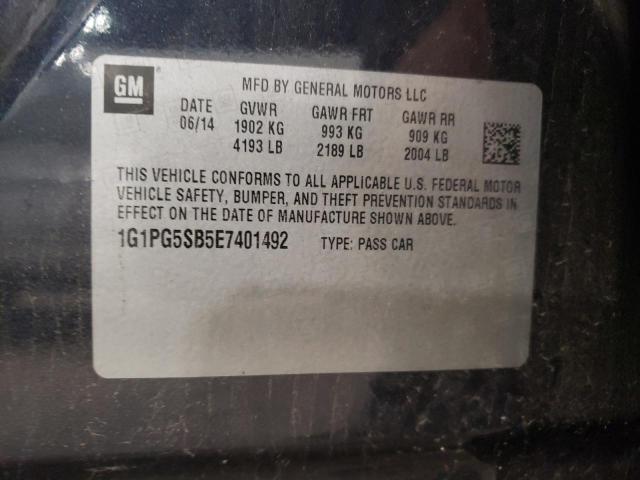 GM
MFD BY GENERAL MOTORS LLC
DATE GVWR GAWR FRT GAWR RR
06/14 1902 KG 993 KG 909 KG
4193 LB 2189 LB 2004 LB
THIS VEHICLE CONFORMS TO ALL APPLICABLE U.S. FEDERAL MOTOR
VEHICLE SAFETY, BUMPER, AND THEFT PREVENTION STANDARDS IN
EFFECT ON THE DATE OF MANUFACTURE SHOWN ABOVE.
1G1PG5SB5E7401492 TYPE: PASS CAR